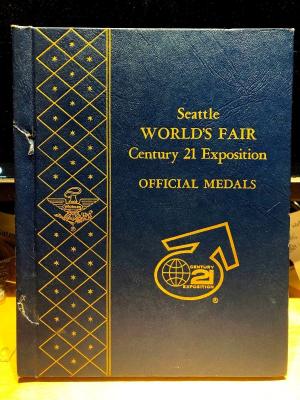 Seattle
WORLD'S FAIR
Century 21 Exposition
OFFICIAL MEDALS
CENTURY
21
EXPOSITION
®